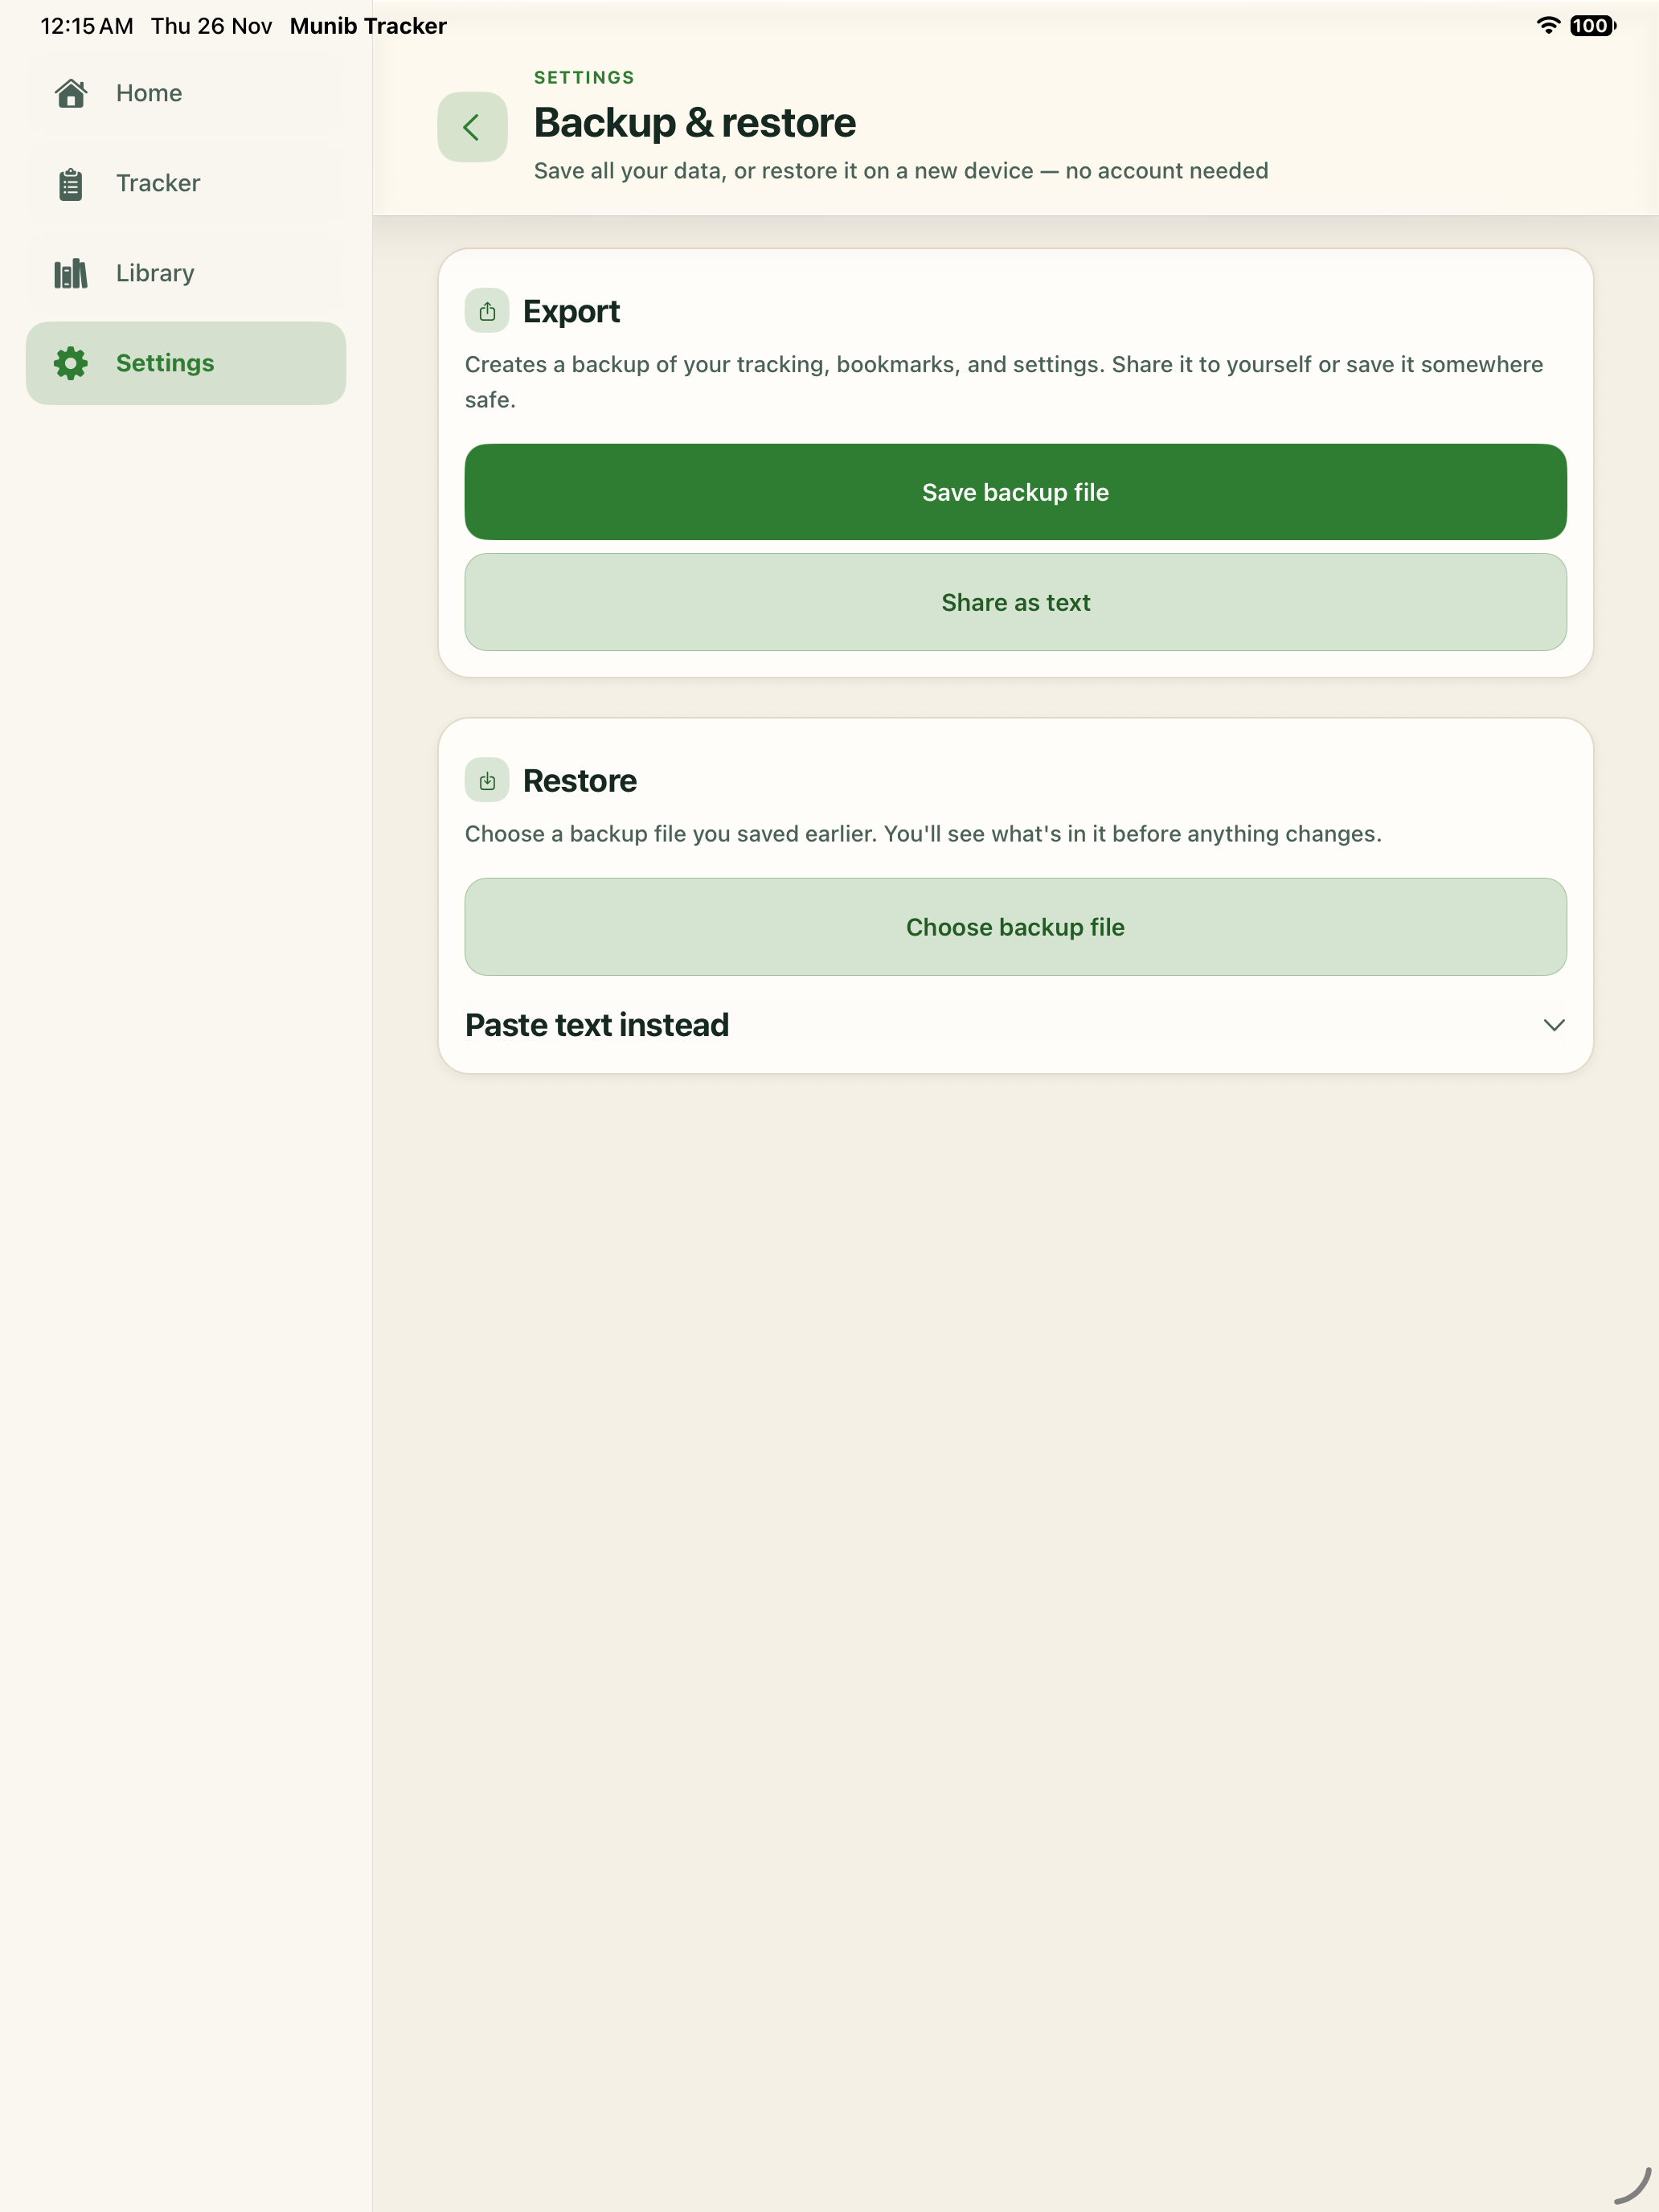 12:15 AM Thu 26 Nov Munib Tracker
100
Home
Tracker
Library
Settings
SETTINGS
Backup & restore
Save all your data, or restore it on a new device — no account needed
Export
Creates a backup of your tracking, bookmarks, and settings. Share it to yourself or save it somewhere
safe.
Save backup file
Share as text
Restore
Choose a backup file you saved earlier. You'll see what's in it before anything changes.
Choose backup file
Paste text instead